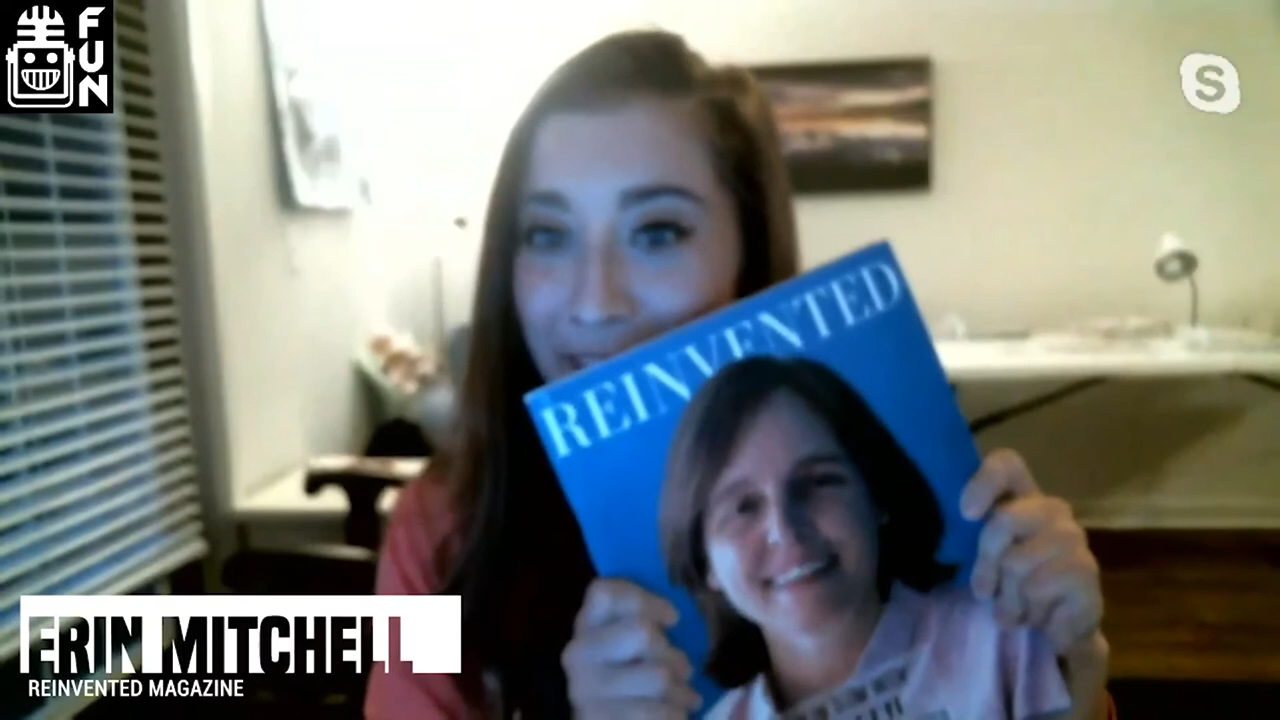 FUN
S
REINVENTED
ERIN MITCHELL
REINVENTED MAGAZINE